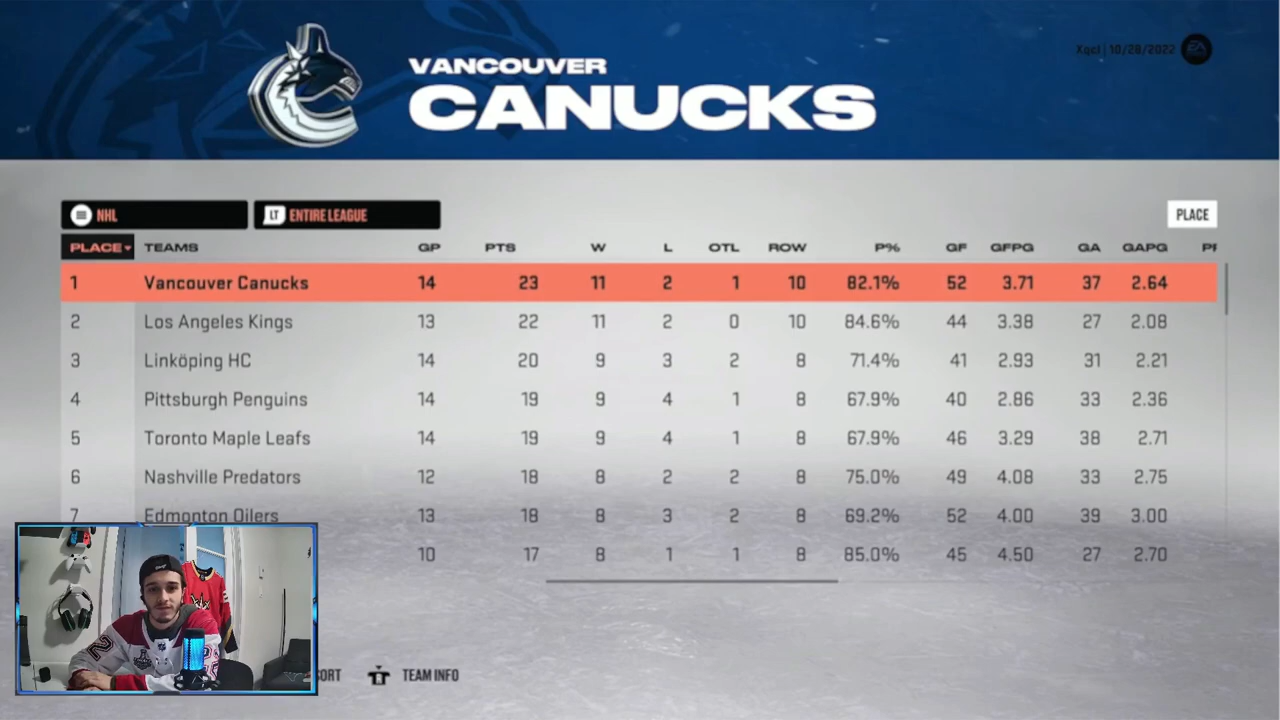 VANCOUVER
CANUCKS
Xqcl | 10/28/2022 EA
NHL LT ENTIRE LEAGUE PLACE
PLACE TEAMS GP PTS W L OTL ROW P% GF GFPG GA GAPG
1 Vancouver Canucks 14 23 11 2 1 10 82.1% 52 3.71 37 2.64
2 Los Angeles Kings 13 22 11 2 0 10 84.6% 44 3.38 27 2.08
3 Linköping HC 14 20 9 3 2 8 71.4% 41 2.93 31 2.21
4 Pittsburgh Penguins 14 19 9 4 1 8 67.9% 40 2.86 33 2.36
5 Toronto Maple Leafs 14 19 9 4 1 8 67.9% 46 3.29 38 2.71
6 Nashville Predators 12 18 8 2 2 8 75.0% 49 4.08 33 2.75
7 Edmonton Oilers 13 18 8 3 2 8 69.2% 52 4.00 39 3.00
10 17 8 1 1 8 85.0% 45 4.50 27 2.70
TEAM INFO